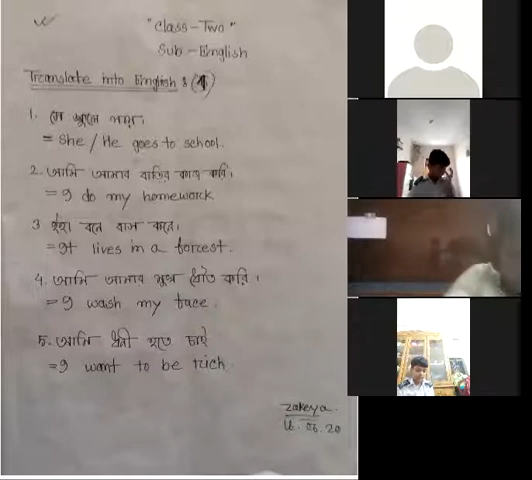 "Class-Two"
Sub-English
Translate into English : (1)
1. সে স্কুলে যায়।
= She / He goes to school.
2. আমি আমার বাড়ির কাজ করি।
= I do my homework
3 ইহা বনে বাস করে।
= It lives in a forest.
4. আমি আমার মুখ ধৌত করি।
= I wash my face.
5. আমি ধনী হতে চাই
= I want to be rich.
Zakeya.
20